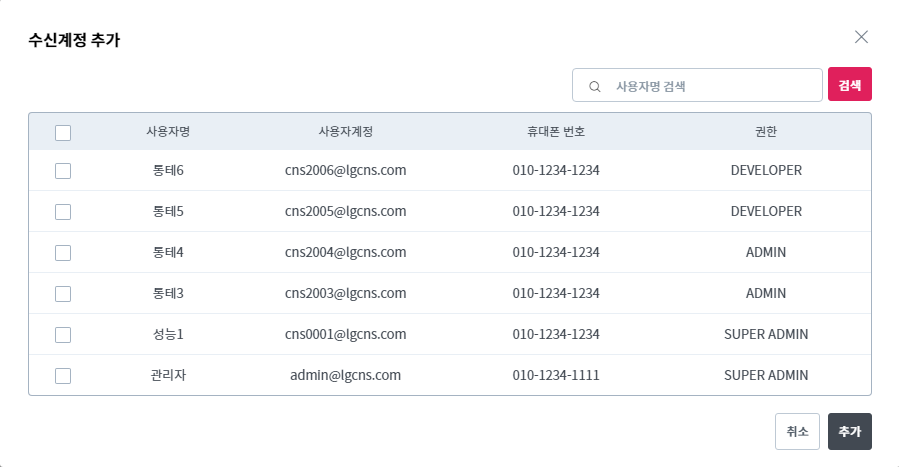 수신계정 추가
사용자명 검색 검색
사용자명 사용자계정 휴대폰 번호 권한
통테6 cns2006@lgcns.com 010-1234-1234 DEVELOPER
통테5 cns2005@lgcns.com 010-1234-1234 DEVELOPER
통테4 cns2004@lgcns.com 010-1234-1234 ADMIN
통테3 cns2003@lgcns.com 010-1234-1234 ADMIN
성능1 cns0001@lgcns.com 010-1234-1234 SUPER ADMIN
관리자 admin@lgcns.com 010-1234-1111 SUPER ADMIN
취소 추가